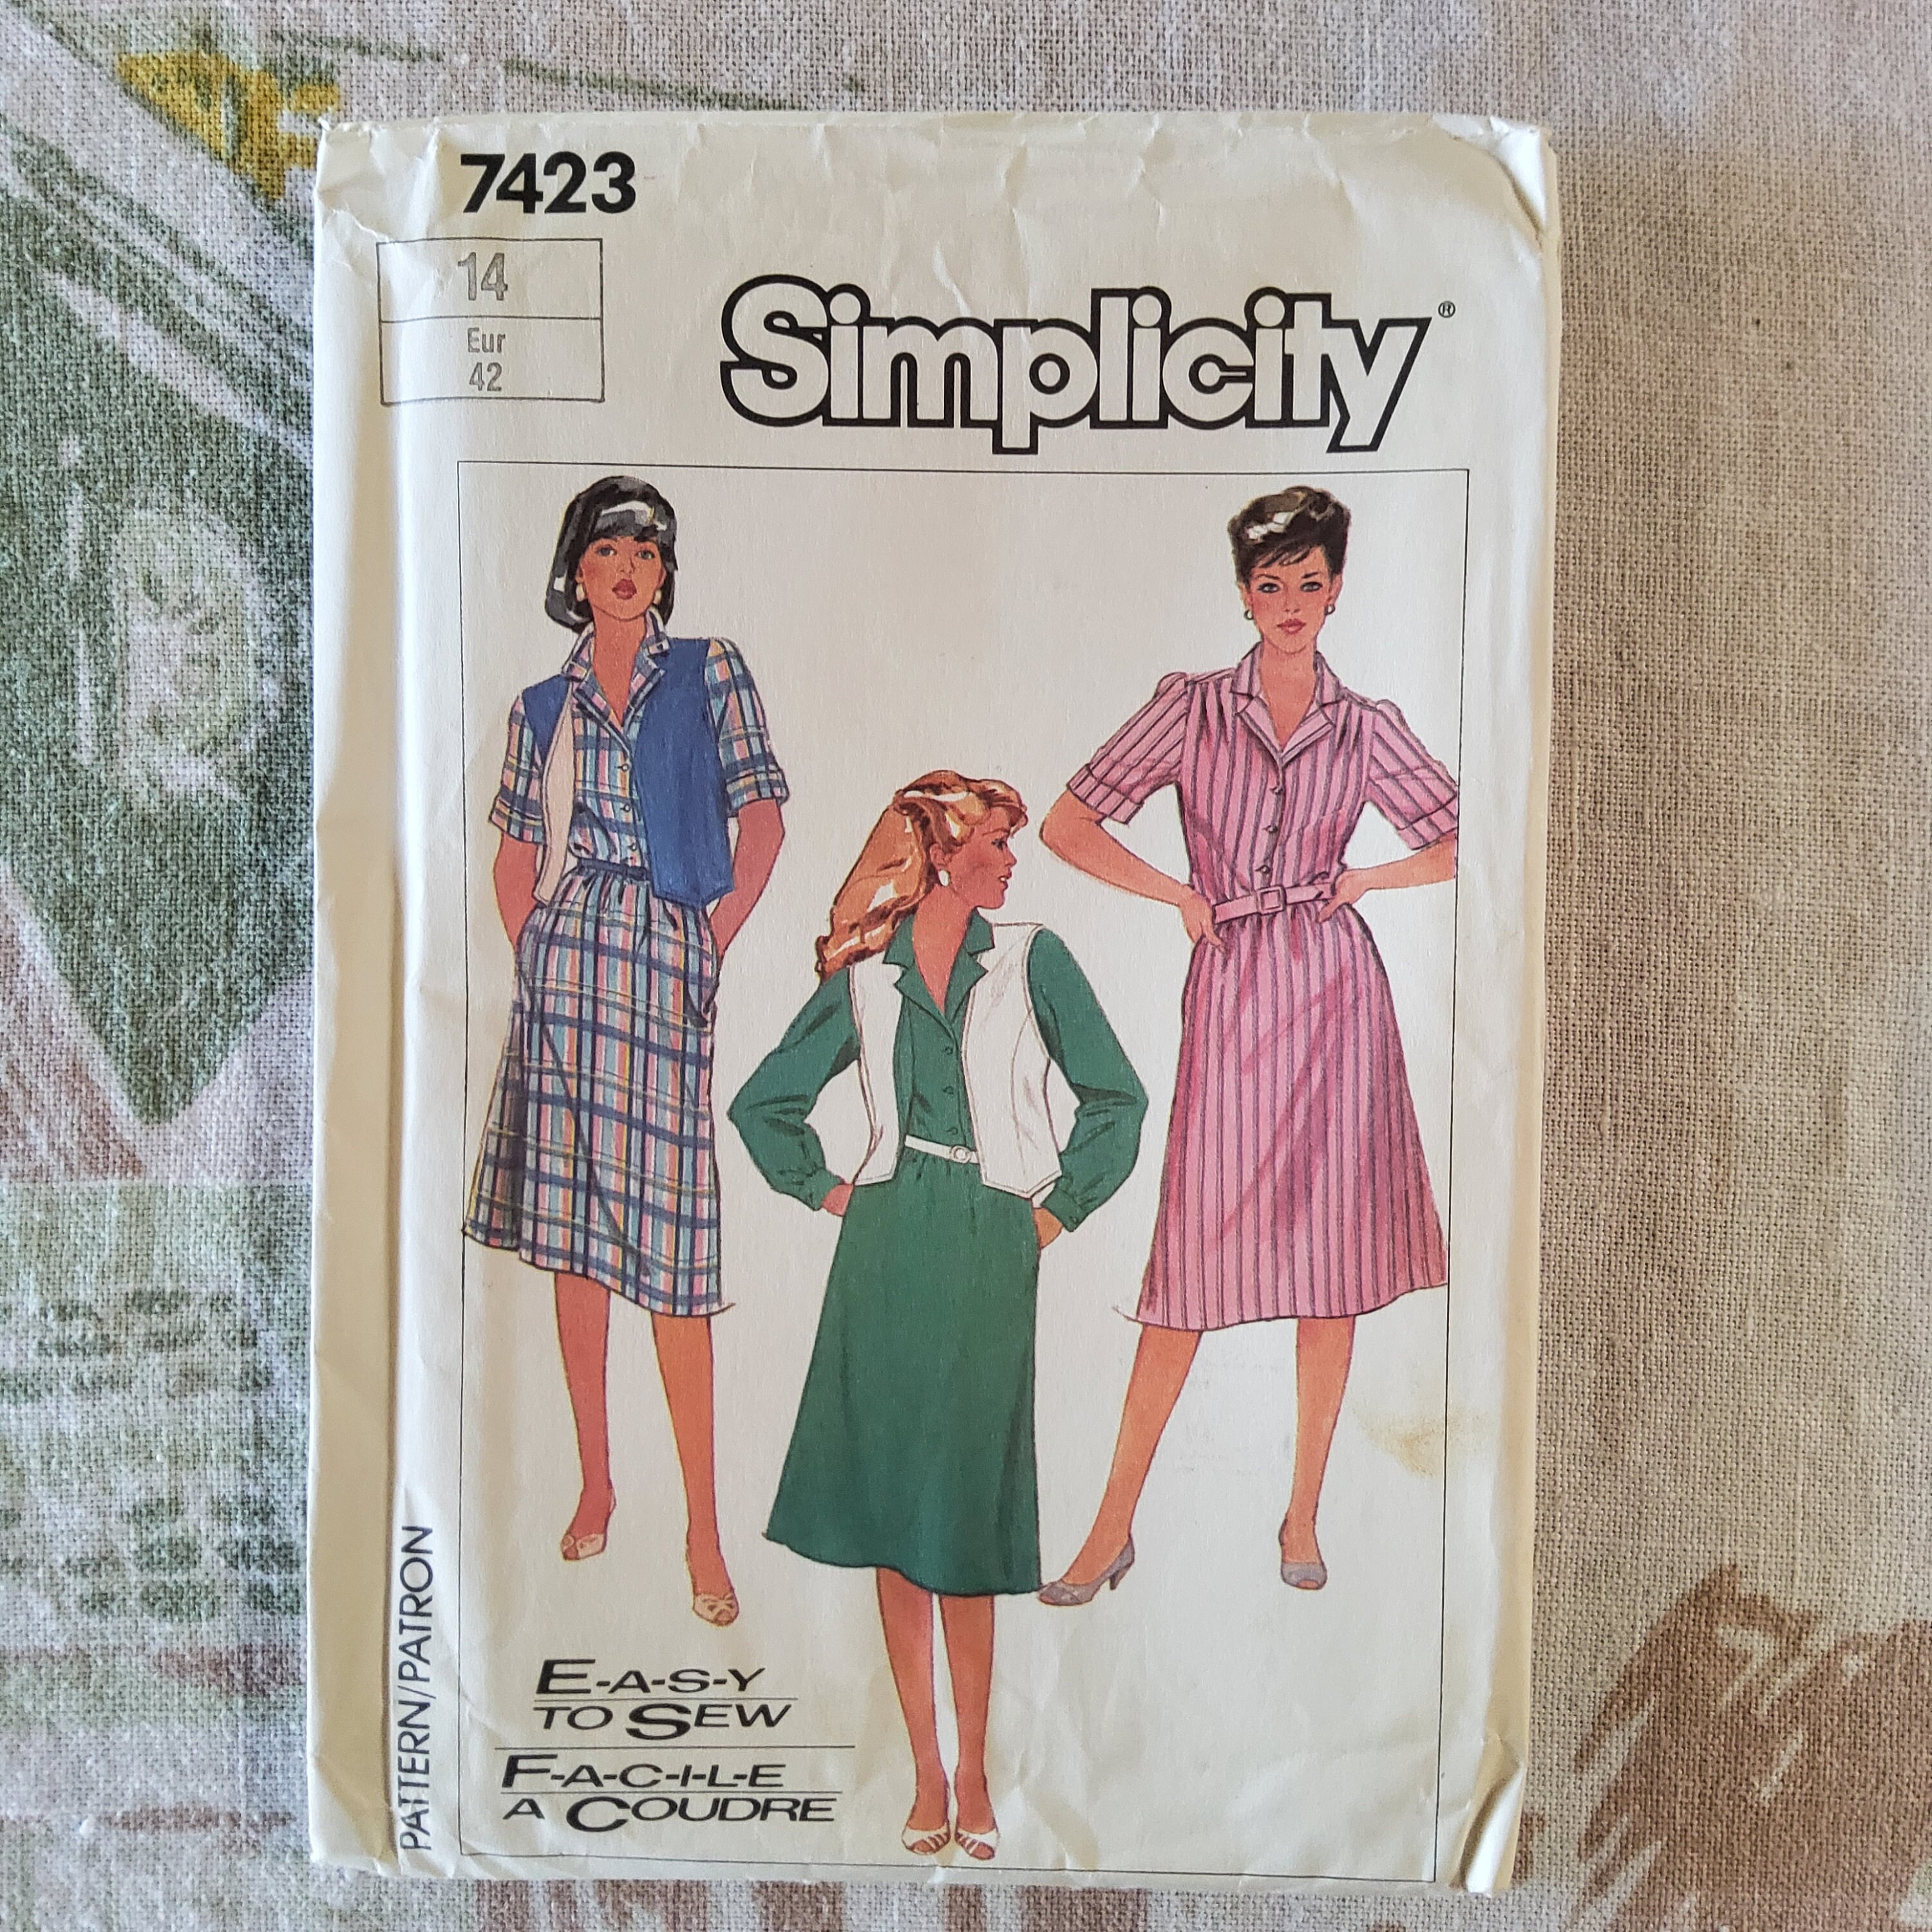 7423
14
Eur
42
Simplicity®
E-A-S-Y
TO SEW
F-A-C-I-L-E
A COUDRE
PATTERN/PATRON